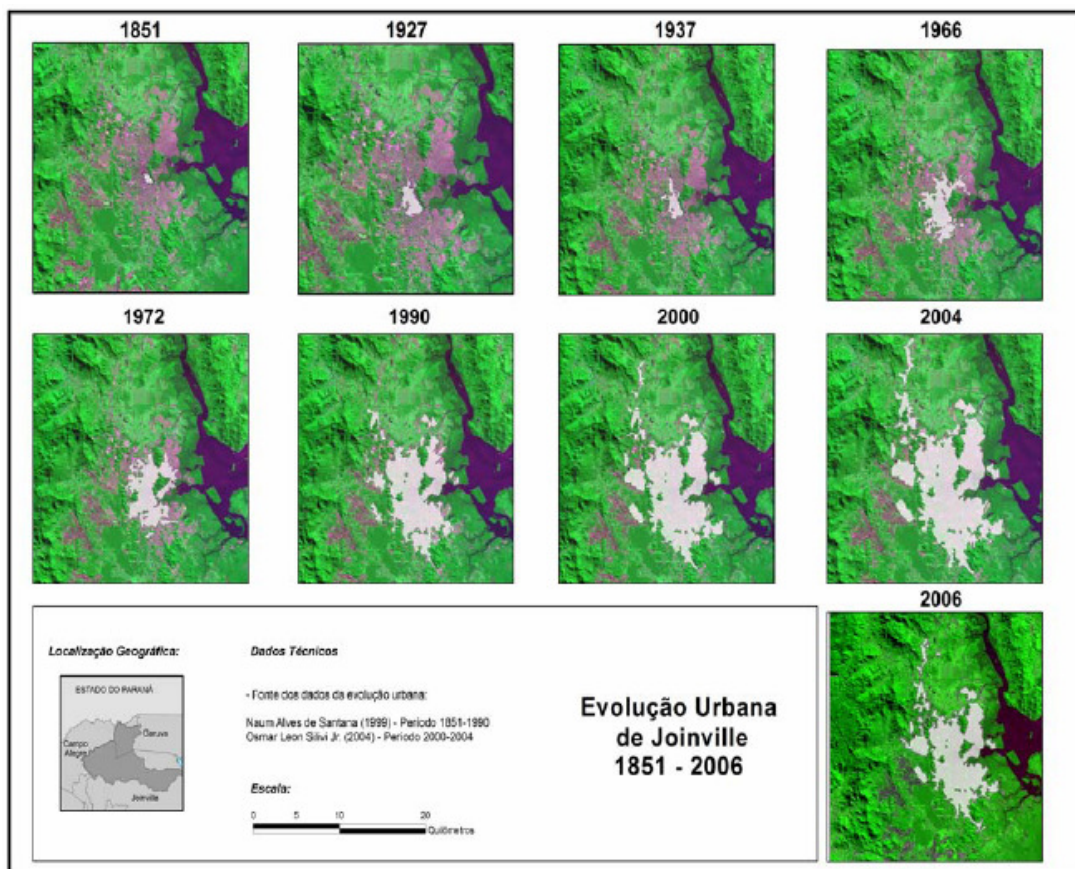 1851
1927
1937
1966
1972
1990
2000
2004
2006
Localização Geográfica:
ESTADO DO PARANÁ
Garuva
Campo
Alegre
Joinville
Dados Técnicos
- Fonte dos dados da evolução urbana:
Naum Alves de Santana (1999) - Período 1851-1990
Osmar Leon Silivi Jr. (2004) - Período 2000-2004
Escala:
0 5 10 20
Quilômetros
Evolução Urbana
de Joinville
1851 - 2006